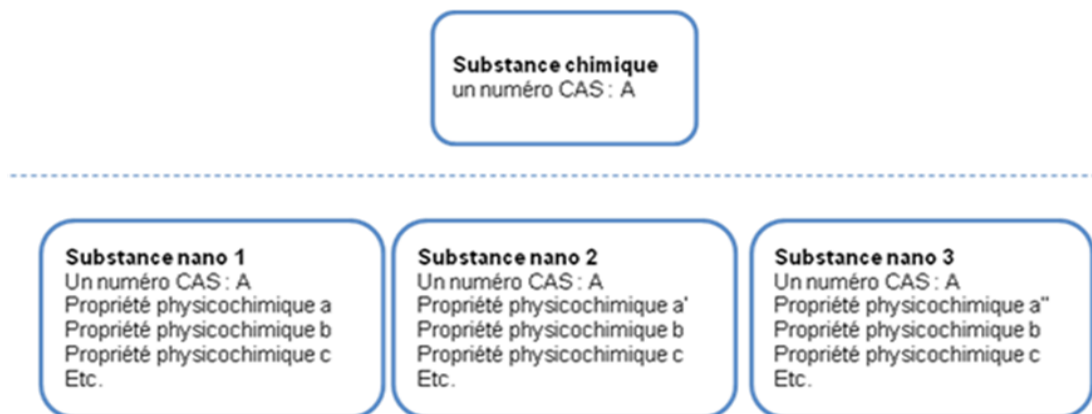 Substance chimique
un numéro CAS : A
Substance nano 1
Un numéro CAS : A
Propriété physicochimique a
Propriété physicochimique b
Propriété physicochimique c
Etc.
Substance nano 2
Un numéro CAS : A
Propriété physicochimique a'
Propriété physicochimique b
Propriété physicochimique c
Etc.
Substance nano 3
Un numéro CAS : A
Propriété physicochimique a''
Propriété physicochimique b
Propriété physicochimique c
Etc.